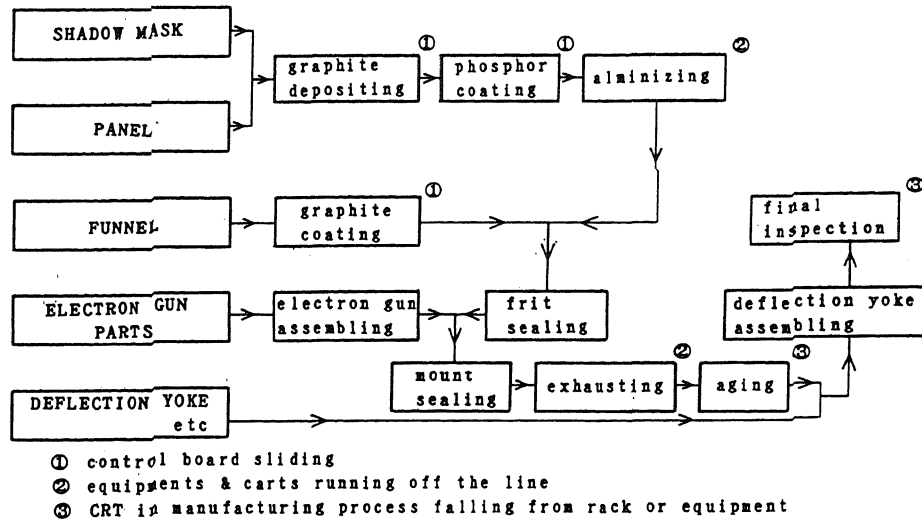 SHADOW MASK
①
①
②
graphite
depositing
phosphor
coating
alminizing
PANEL
①
③
FUNNEL
graphite
coating
final
inspection
ELECTRON GUN
PARTS
electron gun
assembling
frit
sealing
deflection yoke
assembling
②
③
mount
sealing
exhausting
aging
DEFLECTION YOKE
etc
① control board sliding
② equipments & carts running off the line
③ CRT in manufacturing process falling from rack or equipment